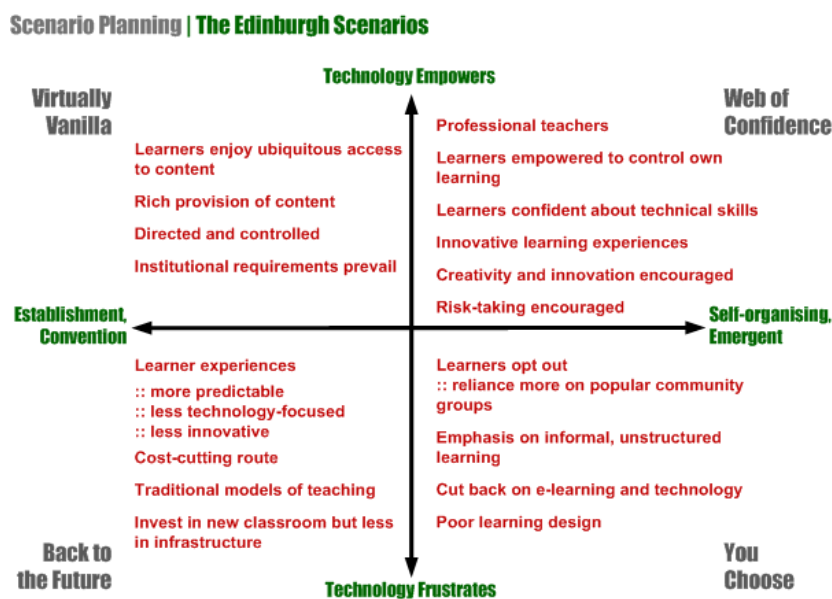 Scenario Planning | The Edinburgh Scenarios
Technology Empowers
Virtually
Vanilla
Learners enjoy ubiquitous access
to content
Rich provision of content
Directed and controlled
Institutional requirements prevail
Web of
Confidence
Professional teachers
Learners empowered to control own
learning
Learners confident about technical skills
Innovative learning experiences
Creativity and innovation encouraged
Risk-taking encouraged
Establishment,
Convention
Self-organising,
Emergent
Learner experiences
:: more predictable
:: less technology-focused
:: less innovative
Cost-cutting route
Traditional models of teaching
Invest in new classroom but less
in infrastructure
Back to
the Future
Learners opt out
:: reliance more on popular community
groups
Emphasis on informal, unstructured
learning
Cut back on e-learning and technology
Poor learning design
You
Choose
Technology Frustrates